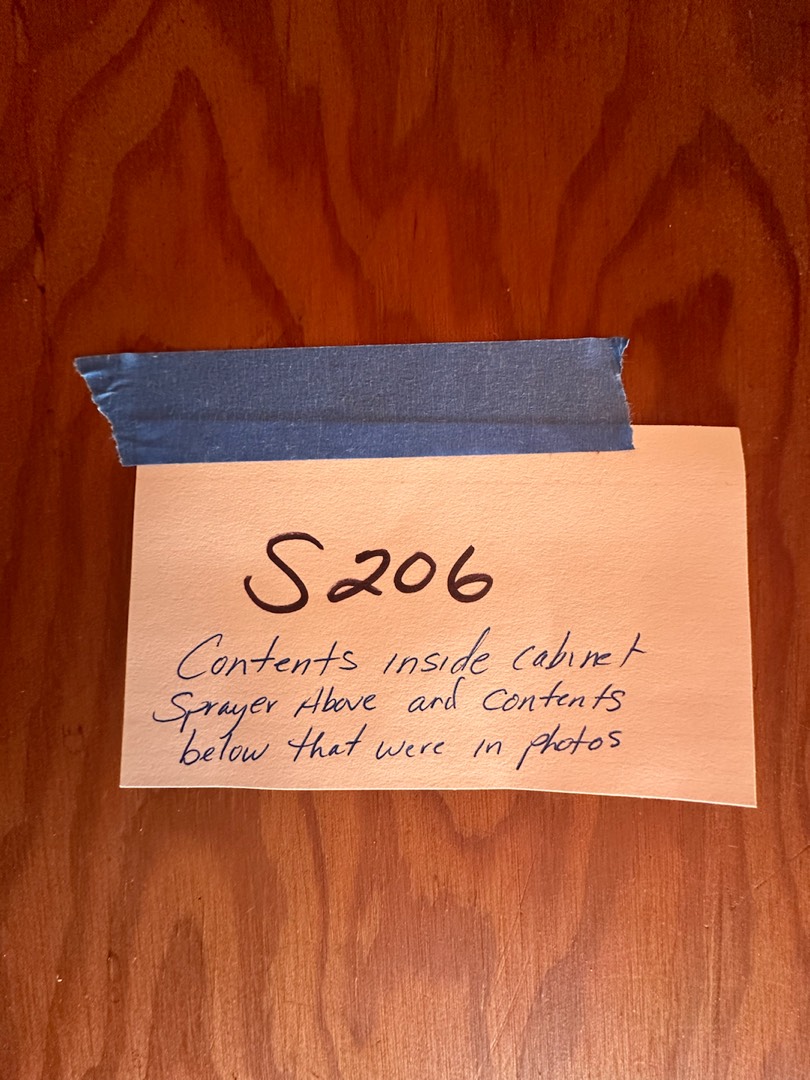 S206
Contents inside cabinet
Sprayer Above and Contents
below that were in photos